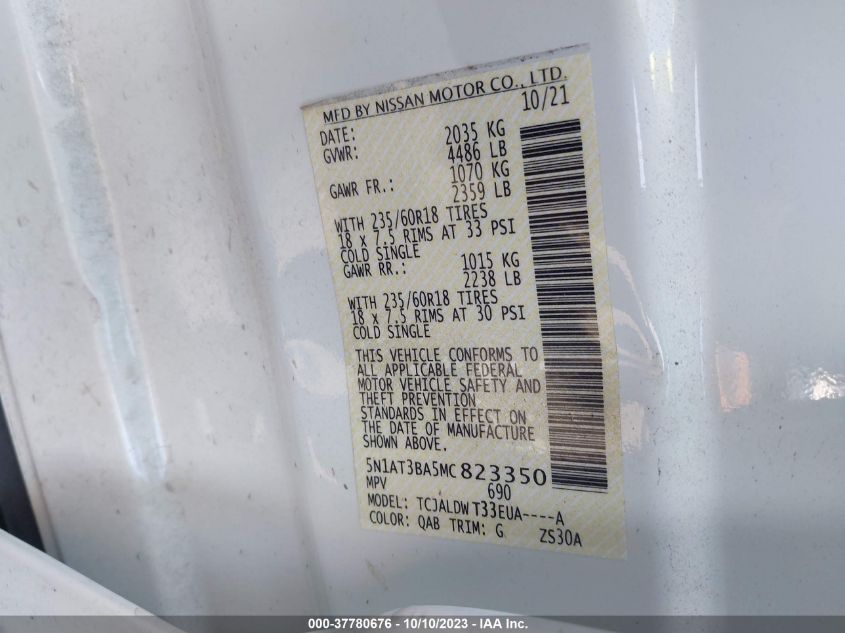 MFD BY NISSAN MOTOR CO., LTD.
DATE: 10/21
GVWR: 2035 KG
4486 LB
GAWR FR.: 1070 KG
2359 LB
WITH 235/60R18 TIRES
18 x 7.5 RIMS AT 33 PSI
COLD SINGLE
GAWR RR.: 1015 KG
2238 LB
WITH 235/60R18 TIRES
18 x 7.5 RIMS AT 30 PSI
COLD SINGLE
THIS VEHICLE CONFORMS TO
ALL APPLICABLE FEDERAL
MOTOR VEHICLE SAFETY AND
THEFT PREVENTION
STANDARDS IN EFFECT ON
THE DATE OF MANUFACTURE
SHOWN ABOVE.
5N1AT3BA5MC823350
MPV 690
MODEL: TCJALDW T33EUA----A
COLOR: QAB TRIM: G ZS30A
000-37780676 - 10/10/2023 - IAA Inc.